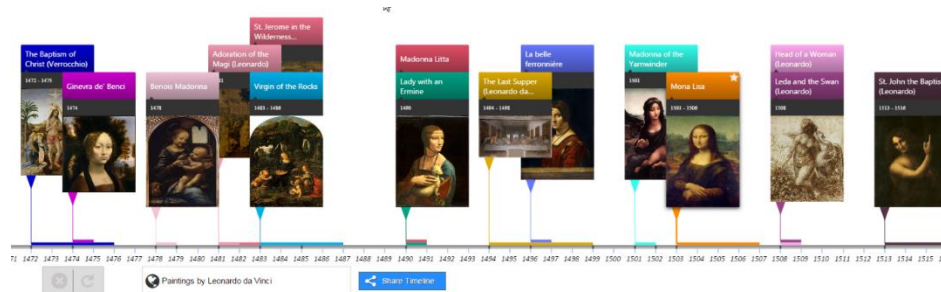 St. Jerome in the
Wilderness...
The Baptism of
Christ (Verrocchio)
1472 - 1475
Ginevra de' Benci
1474
Benois Madonna
1478
Adoration of the
Magi (Leonardo)
Virgin of the Rocks
1483 - 1486
Madonna Litta
Lady with an
Ermine
1490
The Last Supper
(Leonardo da...
1494 - 1498
La belle
ferronnière
Madonna of the
Yarnwinder
1501
Mona Lisa
1503 - 1506
Head of a Woman
(Leonardo)
Leda and the Swan
(Leonardo)
1508
St. John the Baptis
(Leonardo)
1513 - 1516
71 1472 1473 1474 1475 1476 1477 1478 1479 1480 1481 1482 1483 1484 1485 1486 1487 1488 1489 1490 1491 1492 1493 1494 1495 1496 1497 1498 1499 1500 1501 1502 1503 1504 1505 1506 1507 1508 1509 1510 1511 1512 1513 1514 1515
Paintings by Leonardo da Vinci
Share Timeline